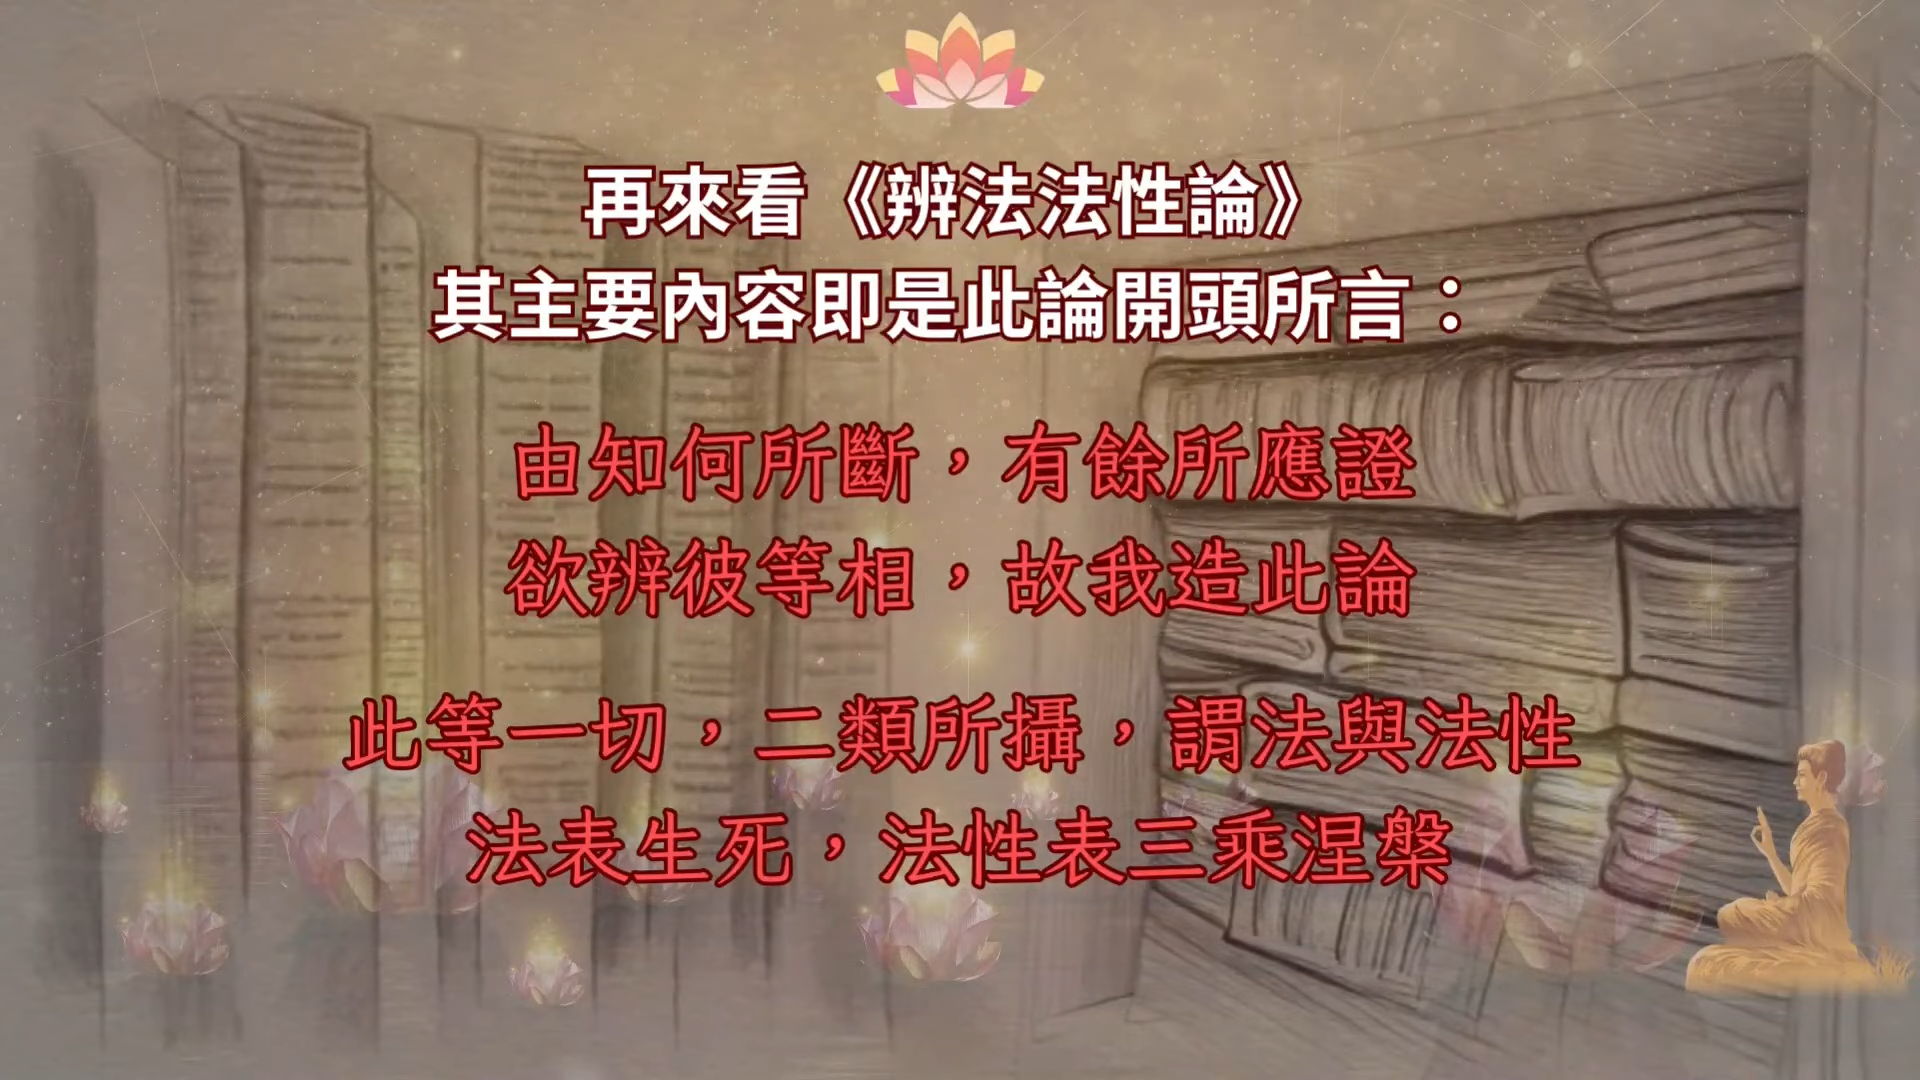 再來看《辨法法性論》
其主要內容即是此論開頭所言：
由知何所斷，有餘所應證
欲辨彼等相，故我造此論
此等一切，二類所攝，謂法與法性
法表生死，法性表三乘涅槃